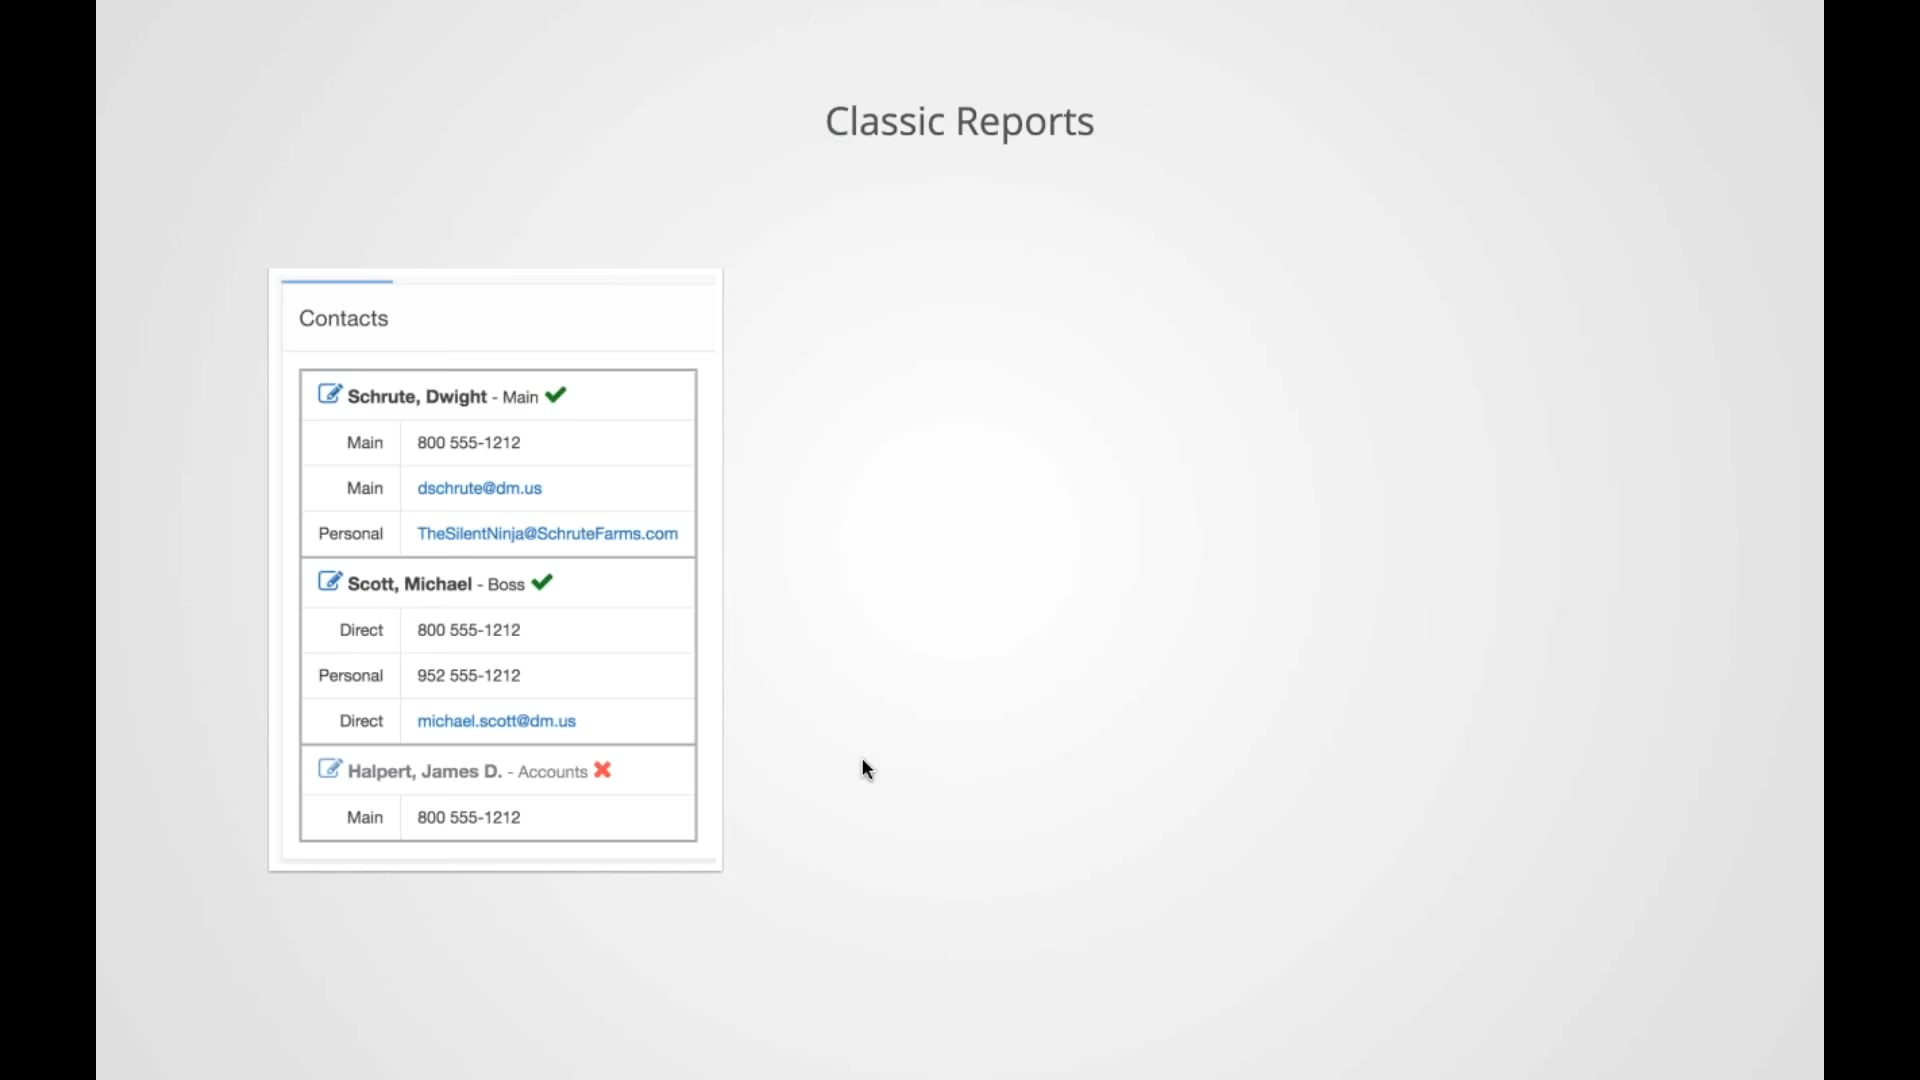 Classic Reports
Contacts
Schrute, Dwight - Main
Main 800 555-1212
Main dschrute@dm.us
Personal TheSilentNinja@SchruteFarms.com
Scott, Michael - Boss
Direct 800 555-1212
Personal 952 555-1212
Direct michael.scott@dm.us
Halpert, James D. - Accounts
Main 800 555-1212